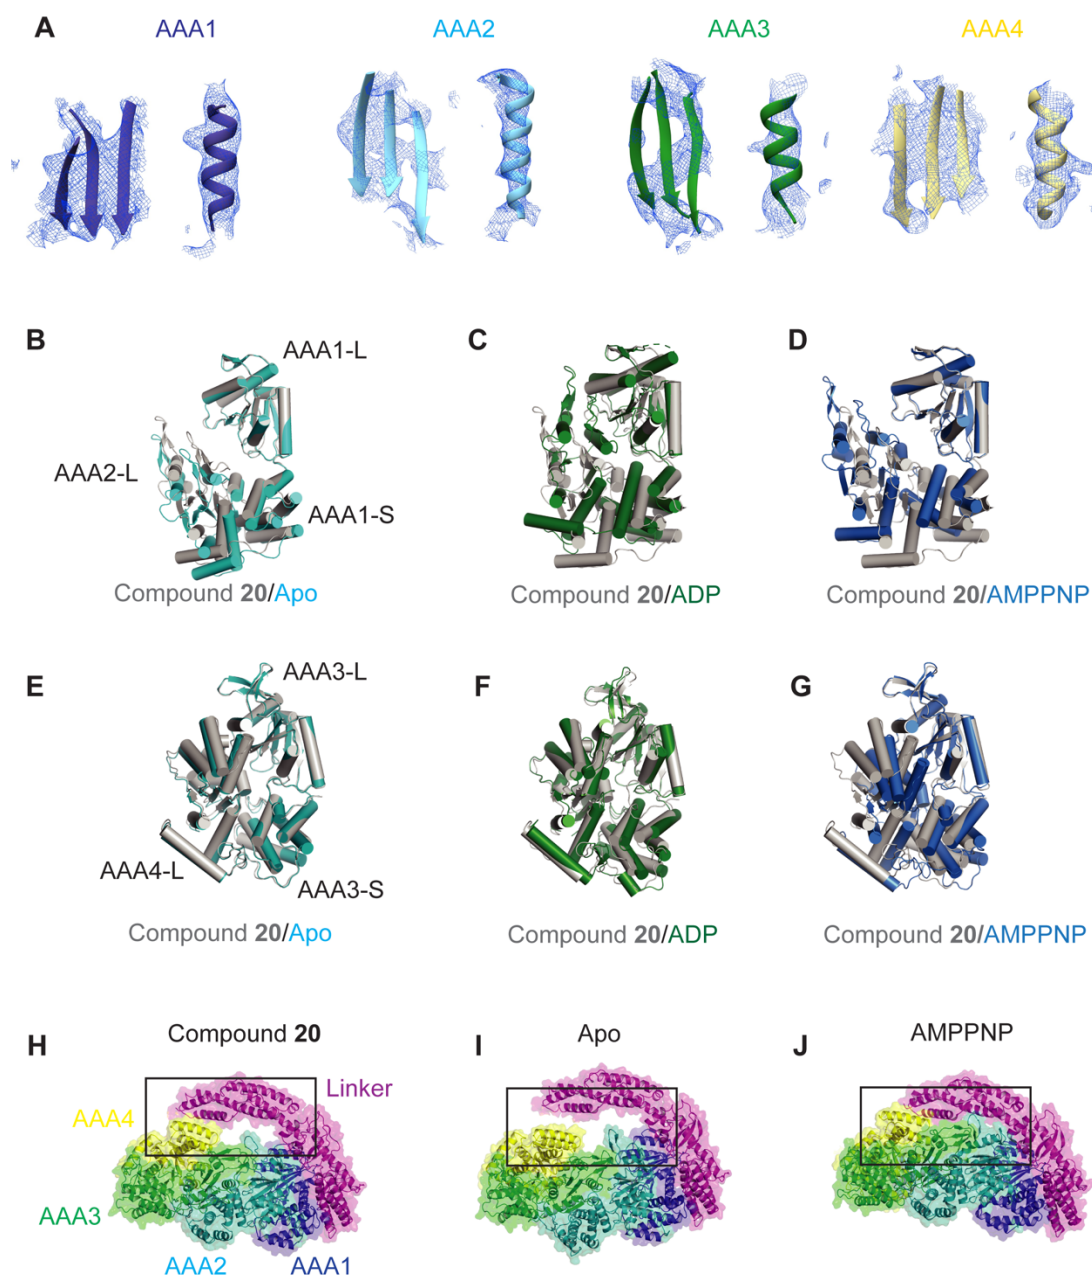 A AAA1 AAA2 AAA3 AAA4
B AAA1-L C D
AAA2-L
AAA1-S
Compound 20/Apo Compound 20/ADP Compound 20/AMPPNP
E AAA3-L F G
AAA4-L
AAA3-S
Compound 20/Apo Compound 20/ADP Compound 20/AMPPNP
H Compound 20 I Apo J AMPPNP
Linker
AAA4
AAA3
AAA2 AAA1